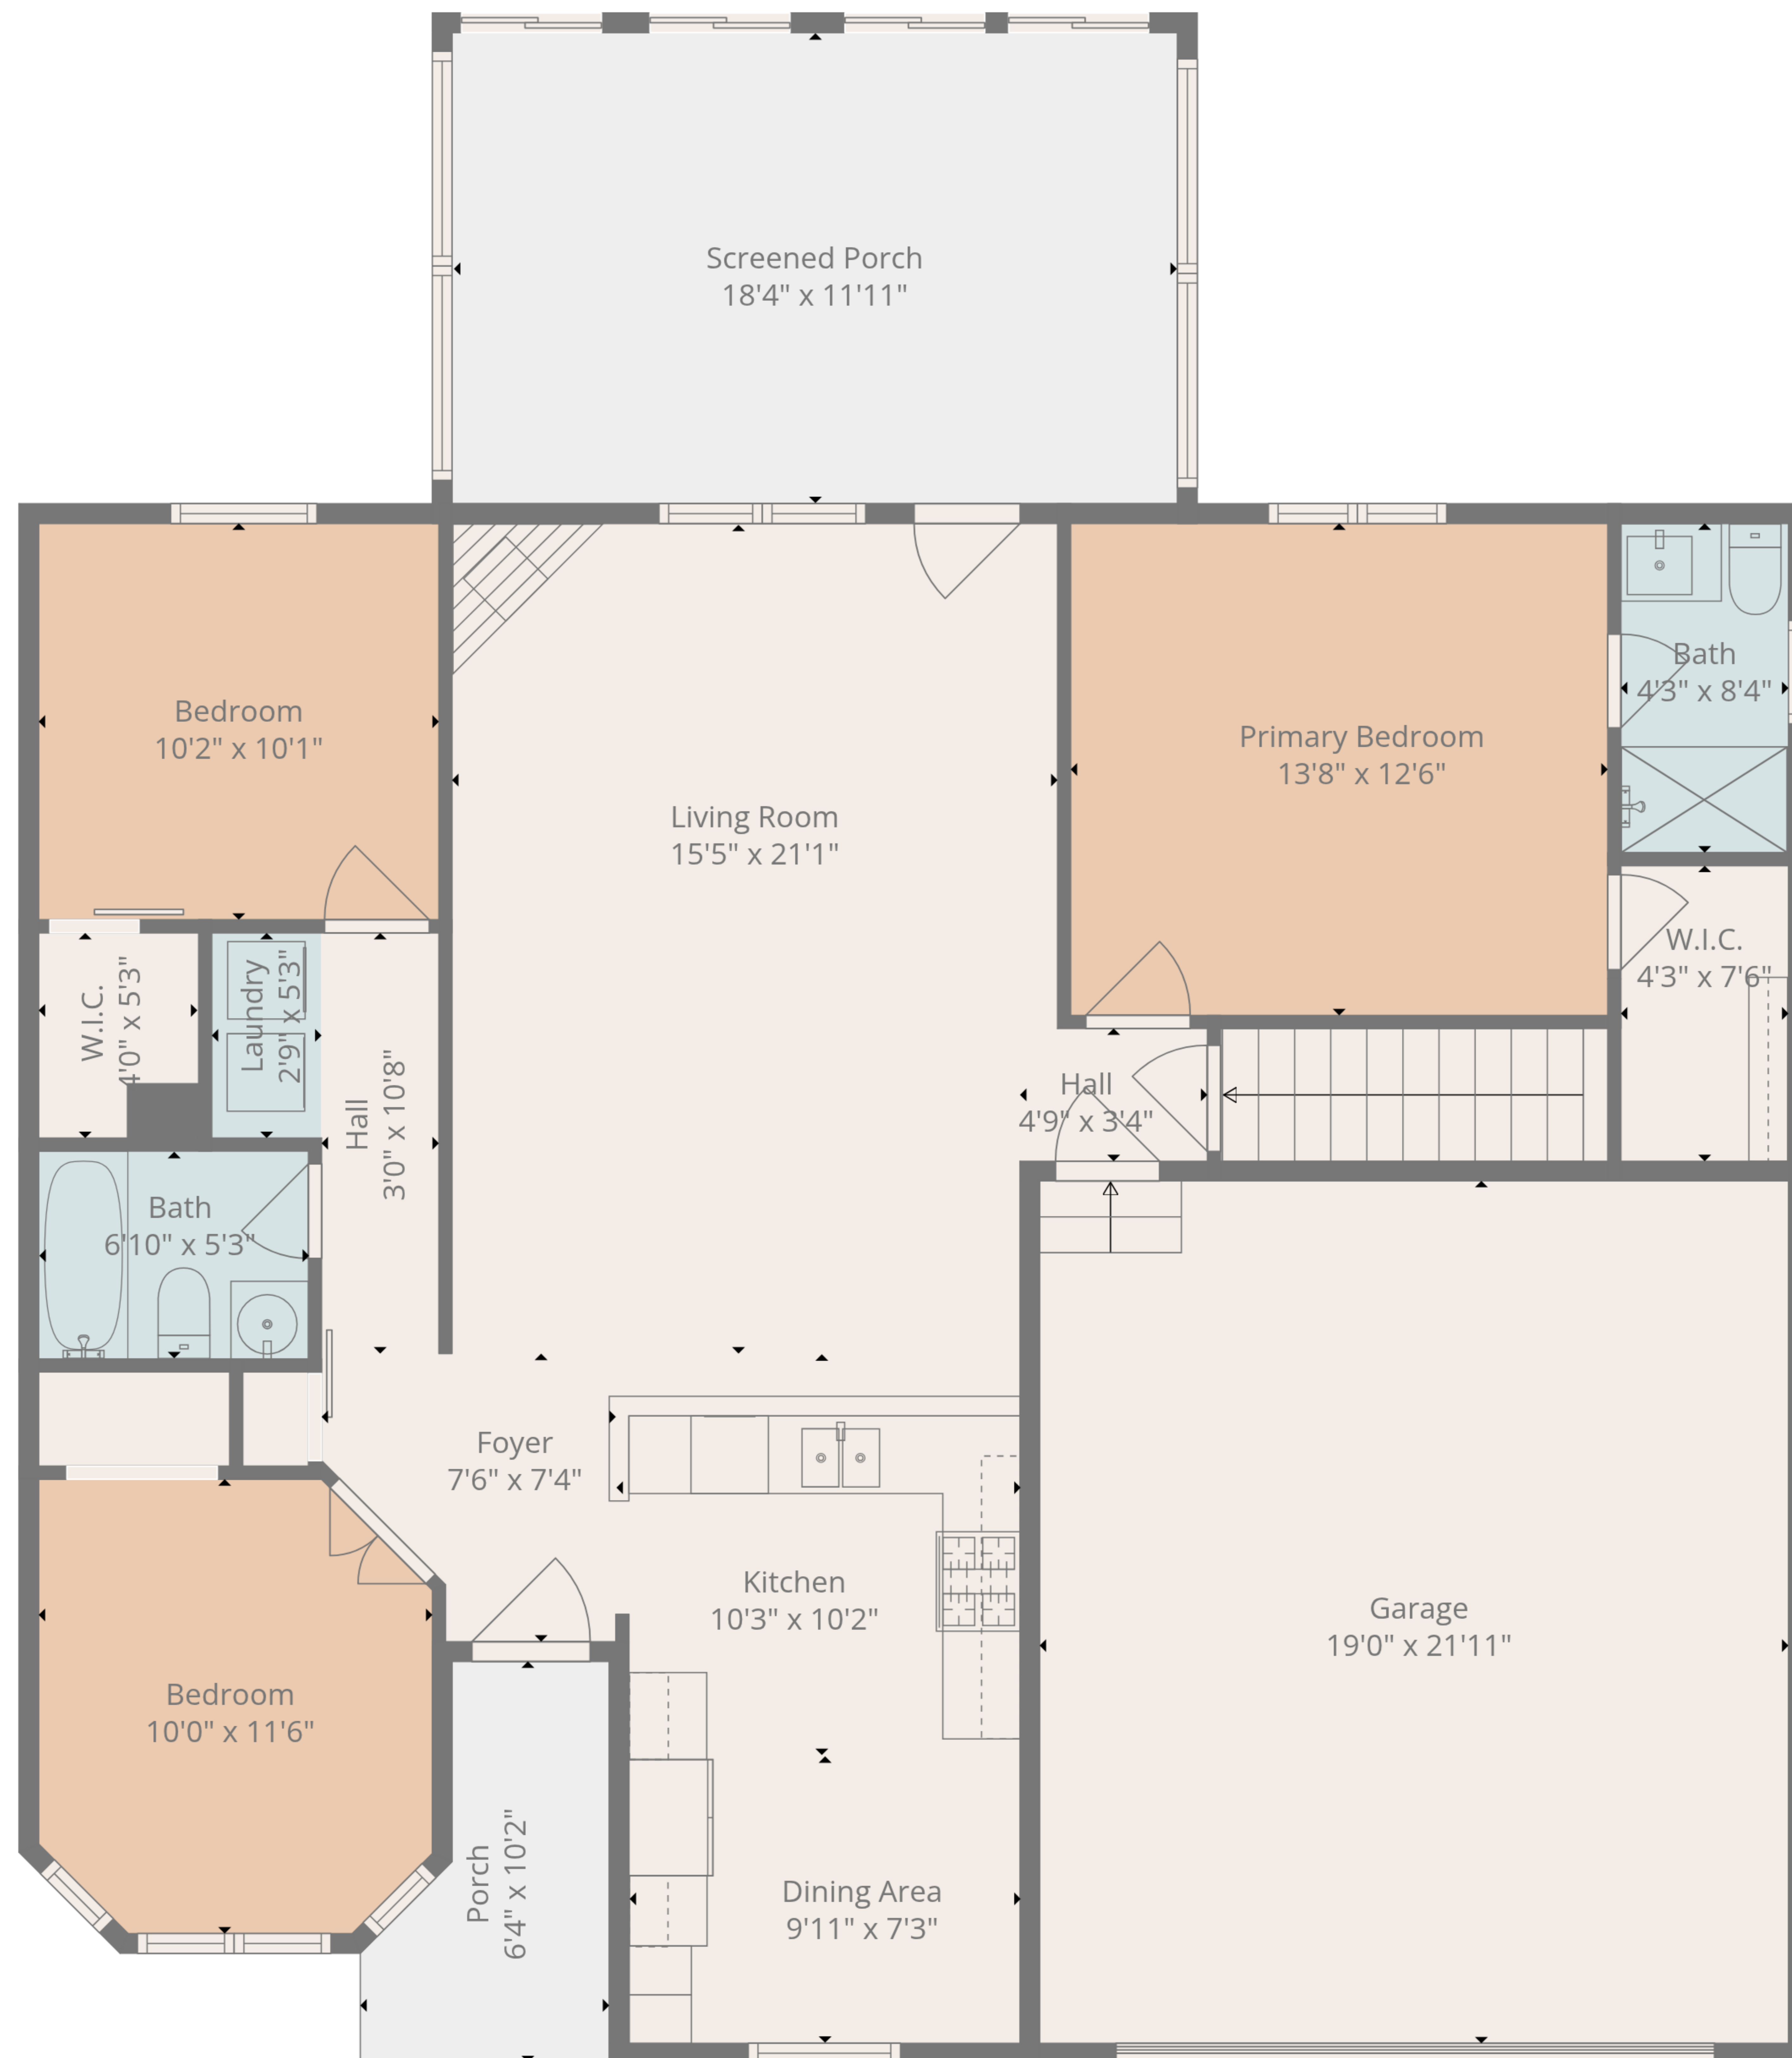 Screened Porch
18'4" x 11'11"
Bedroom
10'2" x 10'1"
Living Room
15'5" x 21'1"
Primary Bedroom
13'8" x 12'6"
Bath
4'3" x 8'4"
W.I.C.
4'3" x 7'6"
W.I.C.
4'0" x 5'3"
Laundry
2'9" x 5'3"
Hall
3'0" x 10'8"
Hall
4'9" x 3'4"
Bath
6'10" x 5'3"
Foyer
7'6" x 7'4"
Kitchen
10'3" x 10'2"
Garage
19'0" x 21'11"
Bedroom
10'0" x 11'6"
Porch
6'4" x 10'2"
Dining Area
9'11" x 7'3"